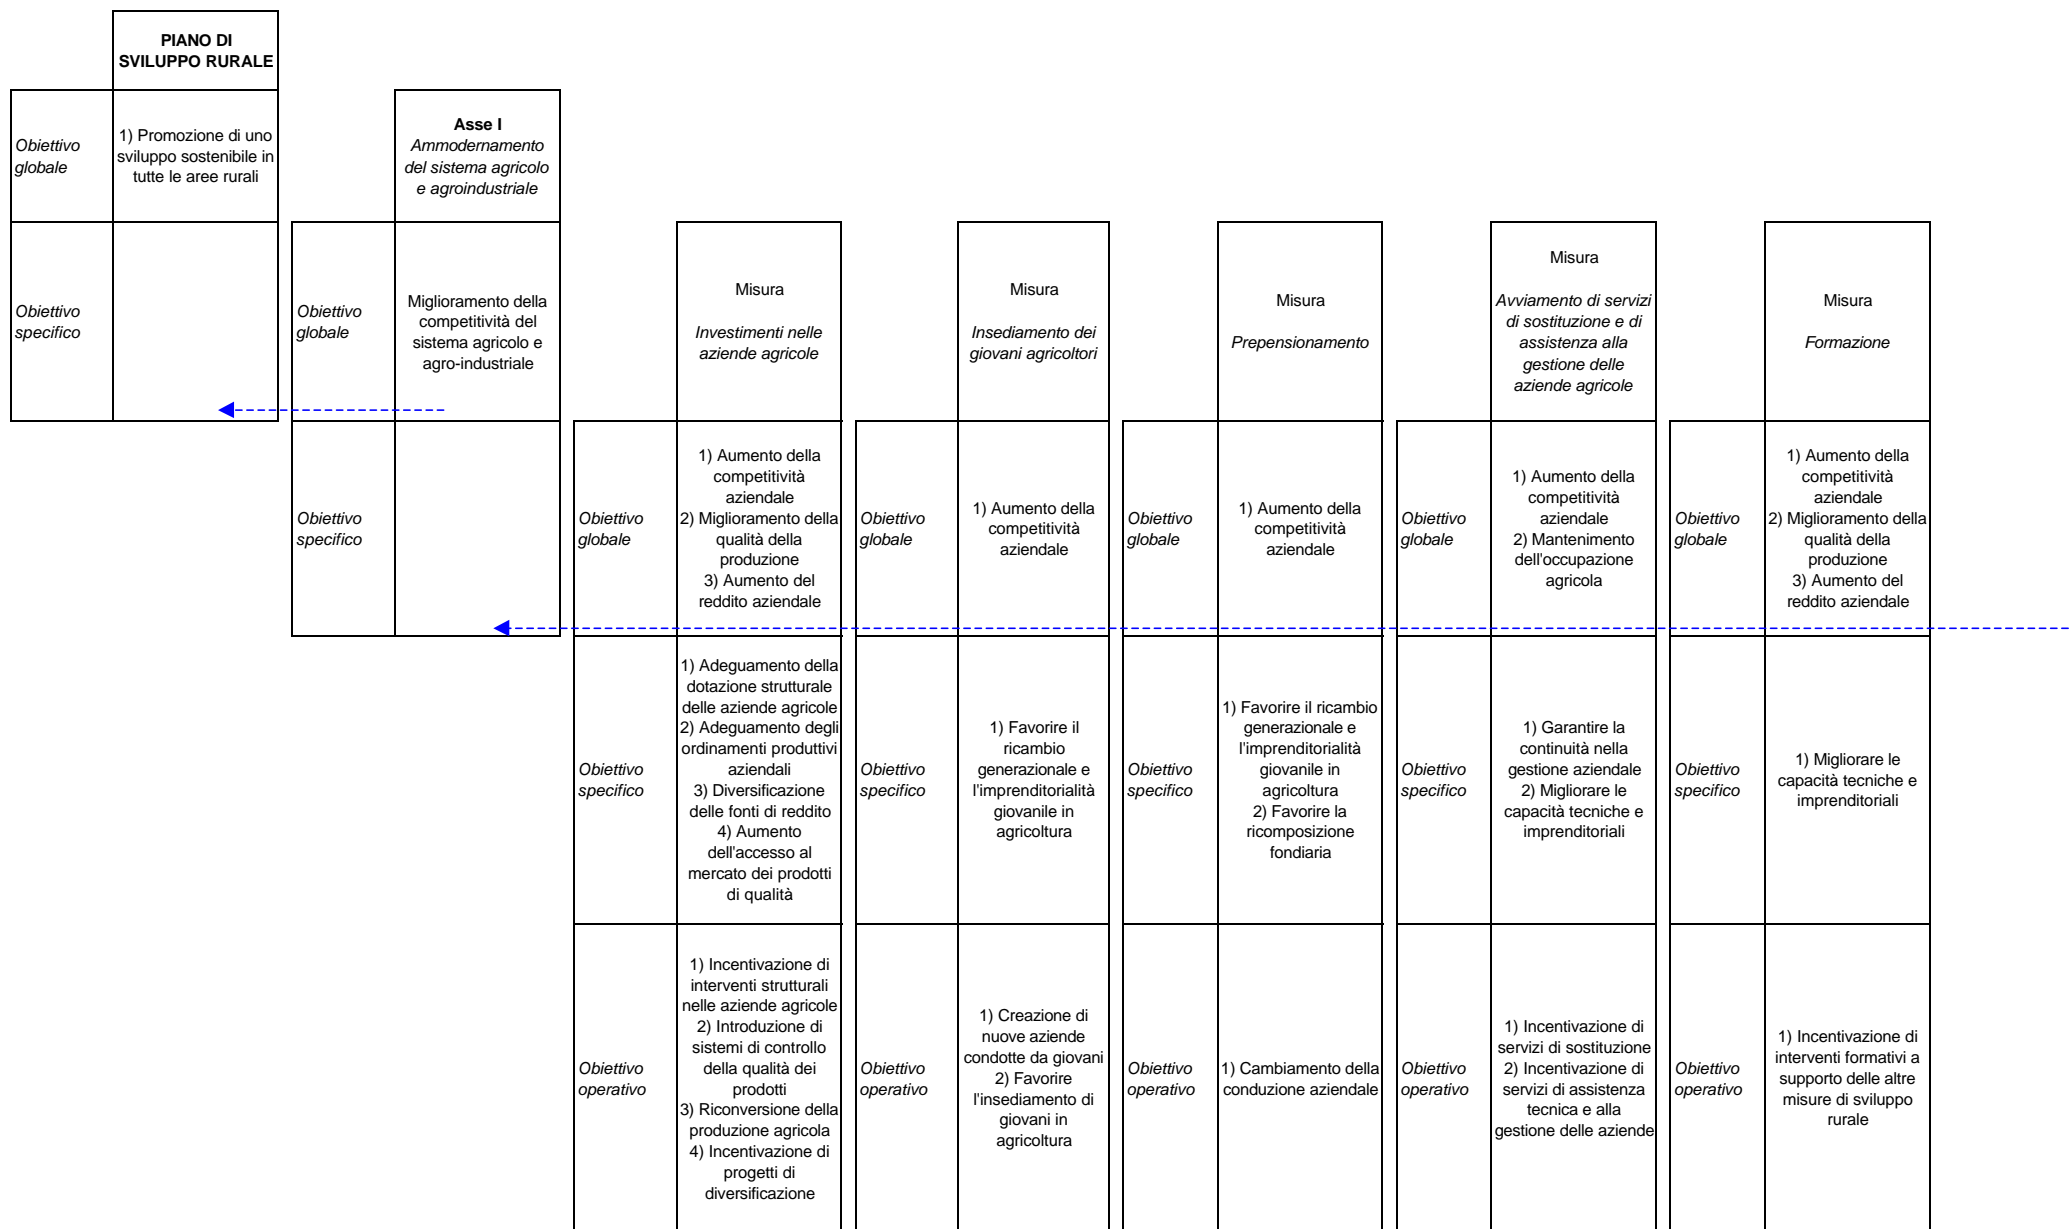 PIANO DI
SVILUPPO RURALE
Obiettivo
globale
1) Promozione di uno
sviluppo sostenibile in
tutte le aree rurali
Asse I
Ammodernamento
del sistema agricolo
e agroindustriale
Obiettivo
specifico
Obiettivo
globale
Miglioramento della
competitività del
sistema agricolo e
agro-industriale
Misura
Investimenti nelle
aziende agricole
Misura
Insediamento dei
giovani agricoltori
Misura
Prepensionamento
Misura
Avviamento di servizi
di sostituzione e di
assistenza alla
gestione delle
aziende agricole
Misura
Formazione
Obiettivo
specifico
Obiettivo
globale
1) Aumento della
competitività
aziendale
2) Miglioramento della
qualità della
produzione
3) Aumento del
reddito aziendale
Obiettivo
globale
1) Aumento della
competitività
aziendale
Obiettivo
globale
1) Aumento della
competitività
aziendale
Obiettivo
globale
1) Aumento della
competitività
aziendale
2) Mantenimento
dell'occupazione
agricola
Obiettivo
globale
1) Aumento della
competitività
aziendale
2) Miglioramento della
qualità della
produzione
3) Aumento del
reddito aziendale
Obiettivo
specifico
1) Adeguamento della
dotazione strutturale
delle aziende agricole
2) Adeguamento degli
ordinamenti produttivi
aziendali
3) Diversificazione
delle fonti di reddito
4) Aumento
dell'accesso al
mercato dei prodotti
di qualità
Obiettivo
specifico
1) Favorire il
ricambio
generazionale e
l'imprenditorialità
giovanile in
agricoltura
Obiettivo
specifico
1) Favorire il ricambio
generazionale e
l'imprenditorialità
giovanile in
agricoltura
2) Favorire la
ricomposizione
fondiaria
Obiettivo
specifico
1) Garantire la
continuità nella
gestione aziendale
2) Migliorare le
capacità tecniche e
imprenditoriali
Obiettivo
specifico
1) Migliorare le
capacità tecniche e
imprenditoriali
Obiettivo
operativo
1) Incentivazione di
interventi strutturali
nelle aziende agricole
2) Introduzione di
sistemi di controllo
della qualità dei
prodotti
3) Riconversione della
produzione agricola
4) Incentivazione di
progetti di
diversificazione
Obiettivo
operativo
1) Creazione di
nuove aziende
condotte da giovani
2) Favorire
l'insediamento di
giovani in
agricoltura
Obiettivo
operativo
1) Cambiamento della
conduzione aziendale
Obiettivo
operativo
1) Incentivazione di
servizi di sostituzione
2) Incentivazione di
servizi di assistenza
tecnica e alla
gestione delle aziende
Obiettivo
operativo
1) Incentivazione di
interventi formativi a
supporto delle altre
misure di sviluppo
rurale